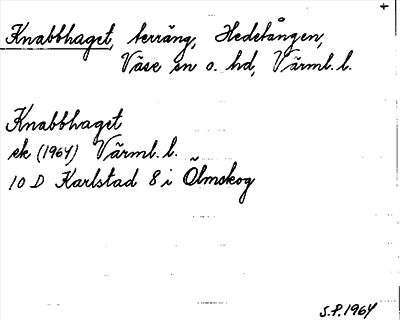 Knabbhaget, terräng, Hedetången,
Väse sn o. hd, Värml. l.
Knabbhaget
ek (1964) Värml. l.
10 D Karlstad 8 i Ölmskog
S.P. 1964